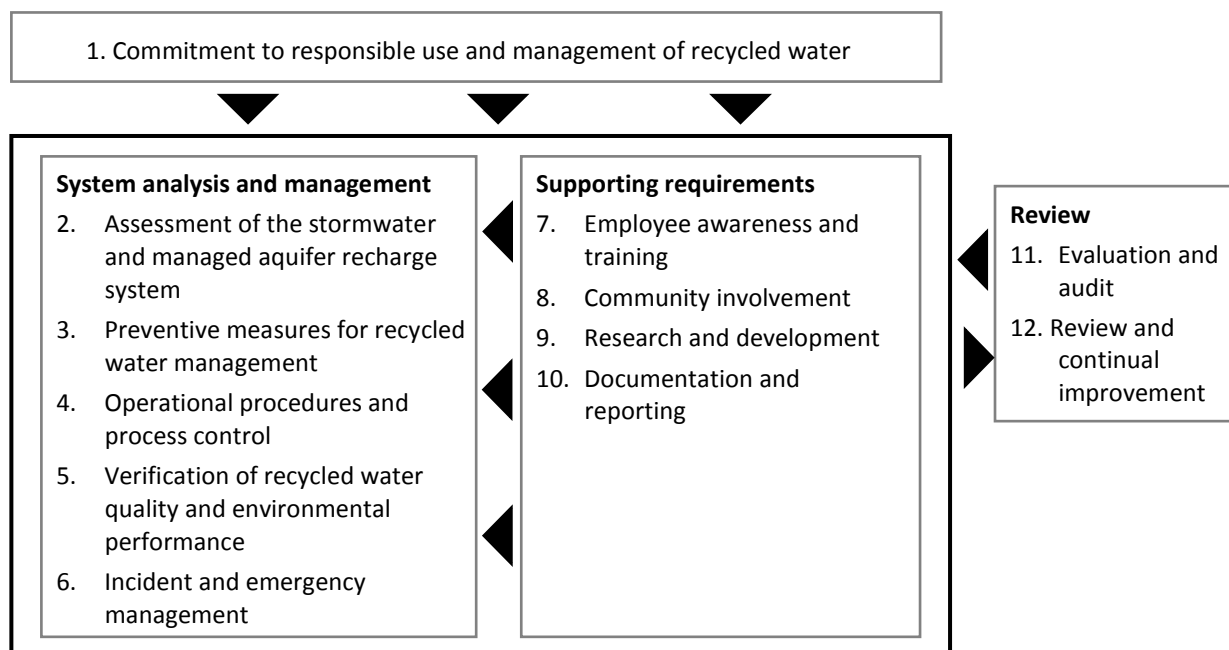 1. Commitment to responsible use and management of recycled water
System analysis and management
2. Assessment of the stormwater
and managed aquifer recharge
system
3. Preventive measures for recycled
water management
4. Operational procedures and
process control
5. Verification of recycled water
quality and environmental
performance
6. Incident and emergency
management
Supporting requirements
7. Employee awareness and
training
8. Community involvement
9. Research and development
10. Documentation and
reporting
Review
11. Evaluation and
audit
12. Review and
continual
improvement